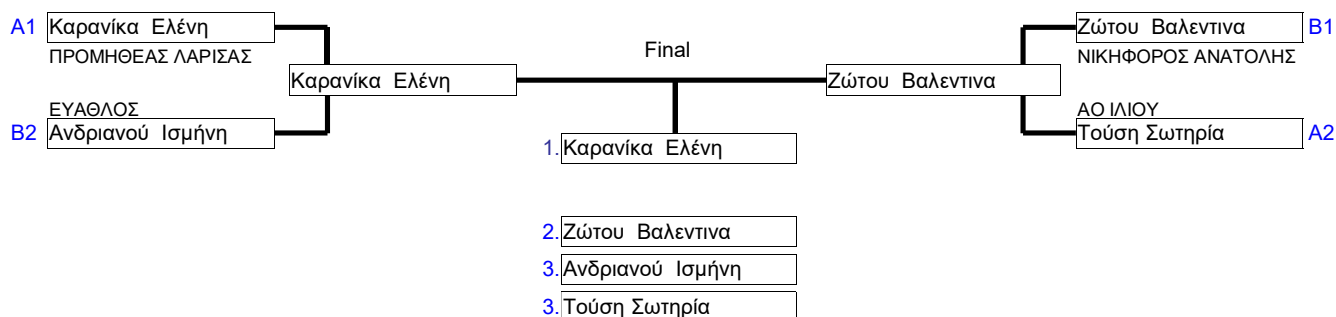 A1 Καρανίκα Ελένη
ΠΡΟΜΗΘΕΑΣ ΛΑΡΙΣΑΣ
Καρανίκα Ελένη
ΕΥΑΘΛΟΣ
B2 Ανδριανού Ισμήνη
Final
Ζώτου Βαλεντινα B1
ΝΙΚΗΦΟΡΟΣ ΑΝΑΤΟΛΗΣ
Ζώτου Βαλεντινα
ΑΟ ΙΛΙΟΥ
Τούση Σωτηρία A2
1. Καρανίκα Ελένη
2. Ζώτου Βαλεντινα
3. Ανδριανού Ισμήνη
3. Τούση Σωτηρία